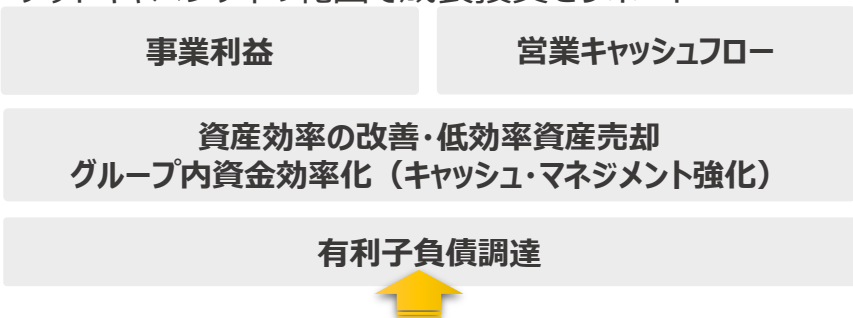 事業利益
営業キャッシュフロー
資産効率の改善・低効率資産売却
グループ内資金効率化（キャッシュ・マネジメント強化）
有利子負債調達